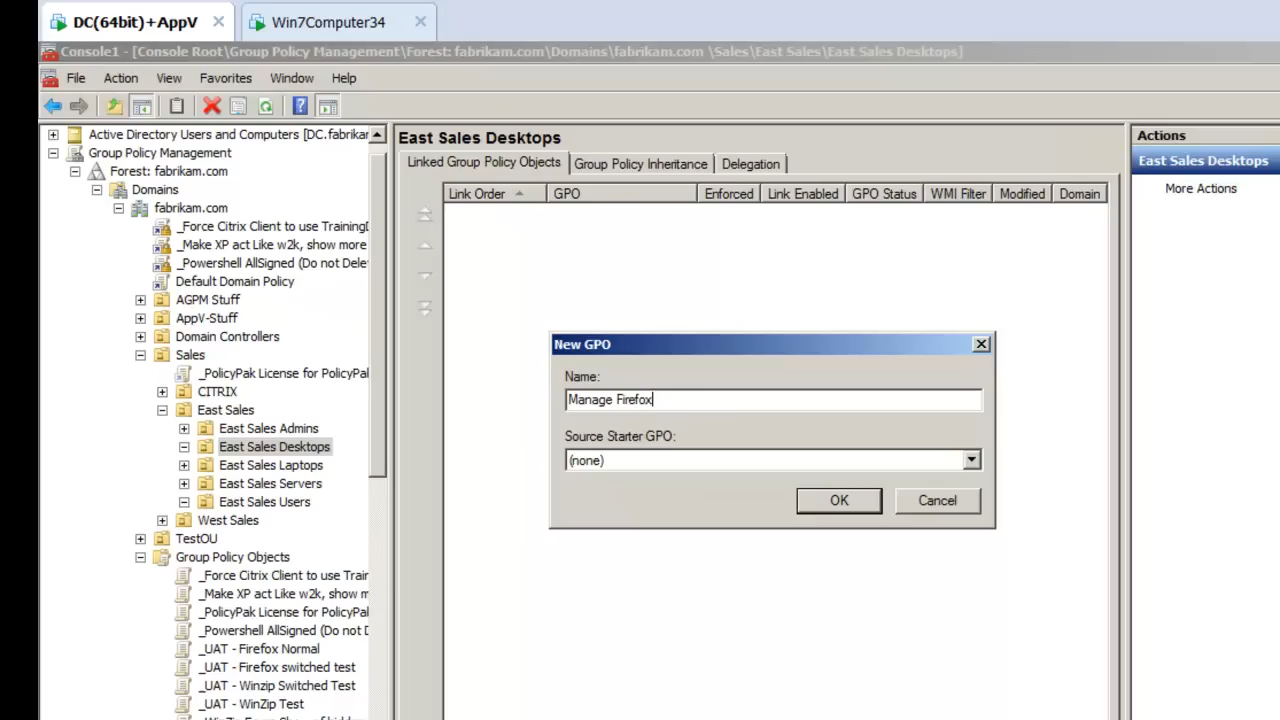 DC(64bit)+AppV
Win7Computer34
Console1 - [Console Root\Group Policy Management\Forest: fabrikam.com\Domains\fabrikam.com \Sales\East Sales\East Sales Desktops]
File Action View Favorites Window Help
Active Directory Users and Computers [DC.fabrikar
Group Policy Management
Forest: fabrikam.com
Domains
fabrikam.com
_Force Citrix Client to use TrainingD
_Make XP act Like w2k, show more
_Powershell AllSigned (Do not Dele
Default Domain Policy
AGPM Stuff
AppV-Stuff
Domain Controllers
Sales
_PolicyPak License for PolicyPak
CITRIX
East Sales
East Sales Admins
East Sales Desktops
East Sales Laptops
East Sales Servers
East Sales Users
West Sales
TestOU
Group Policy Objects
_Force Citrix Client to use Train
_Make XP act Like w2k, show m
_PolicyPak License for PolicyPak
_Powershell AllSigned (Do not D
_UAT - Firefox Normal
_UAT - Firefox switched test
_UAT - Winzip Switched Test
_UAT - WinZip Test
East Sales Desktops
Linked Group Policy Objects Group Policy Inheritance Delegation
Link Order GPO Enforced Link Enabled GPO Status WMI Filter Modified Domain
New GPO
Name:
Manage Firefox
Source Starter GPO:
(none)
OK Cancel
Actions
East Sales Desktops
More Actions